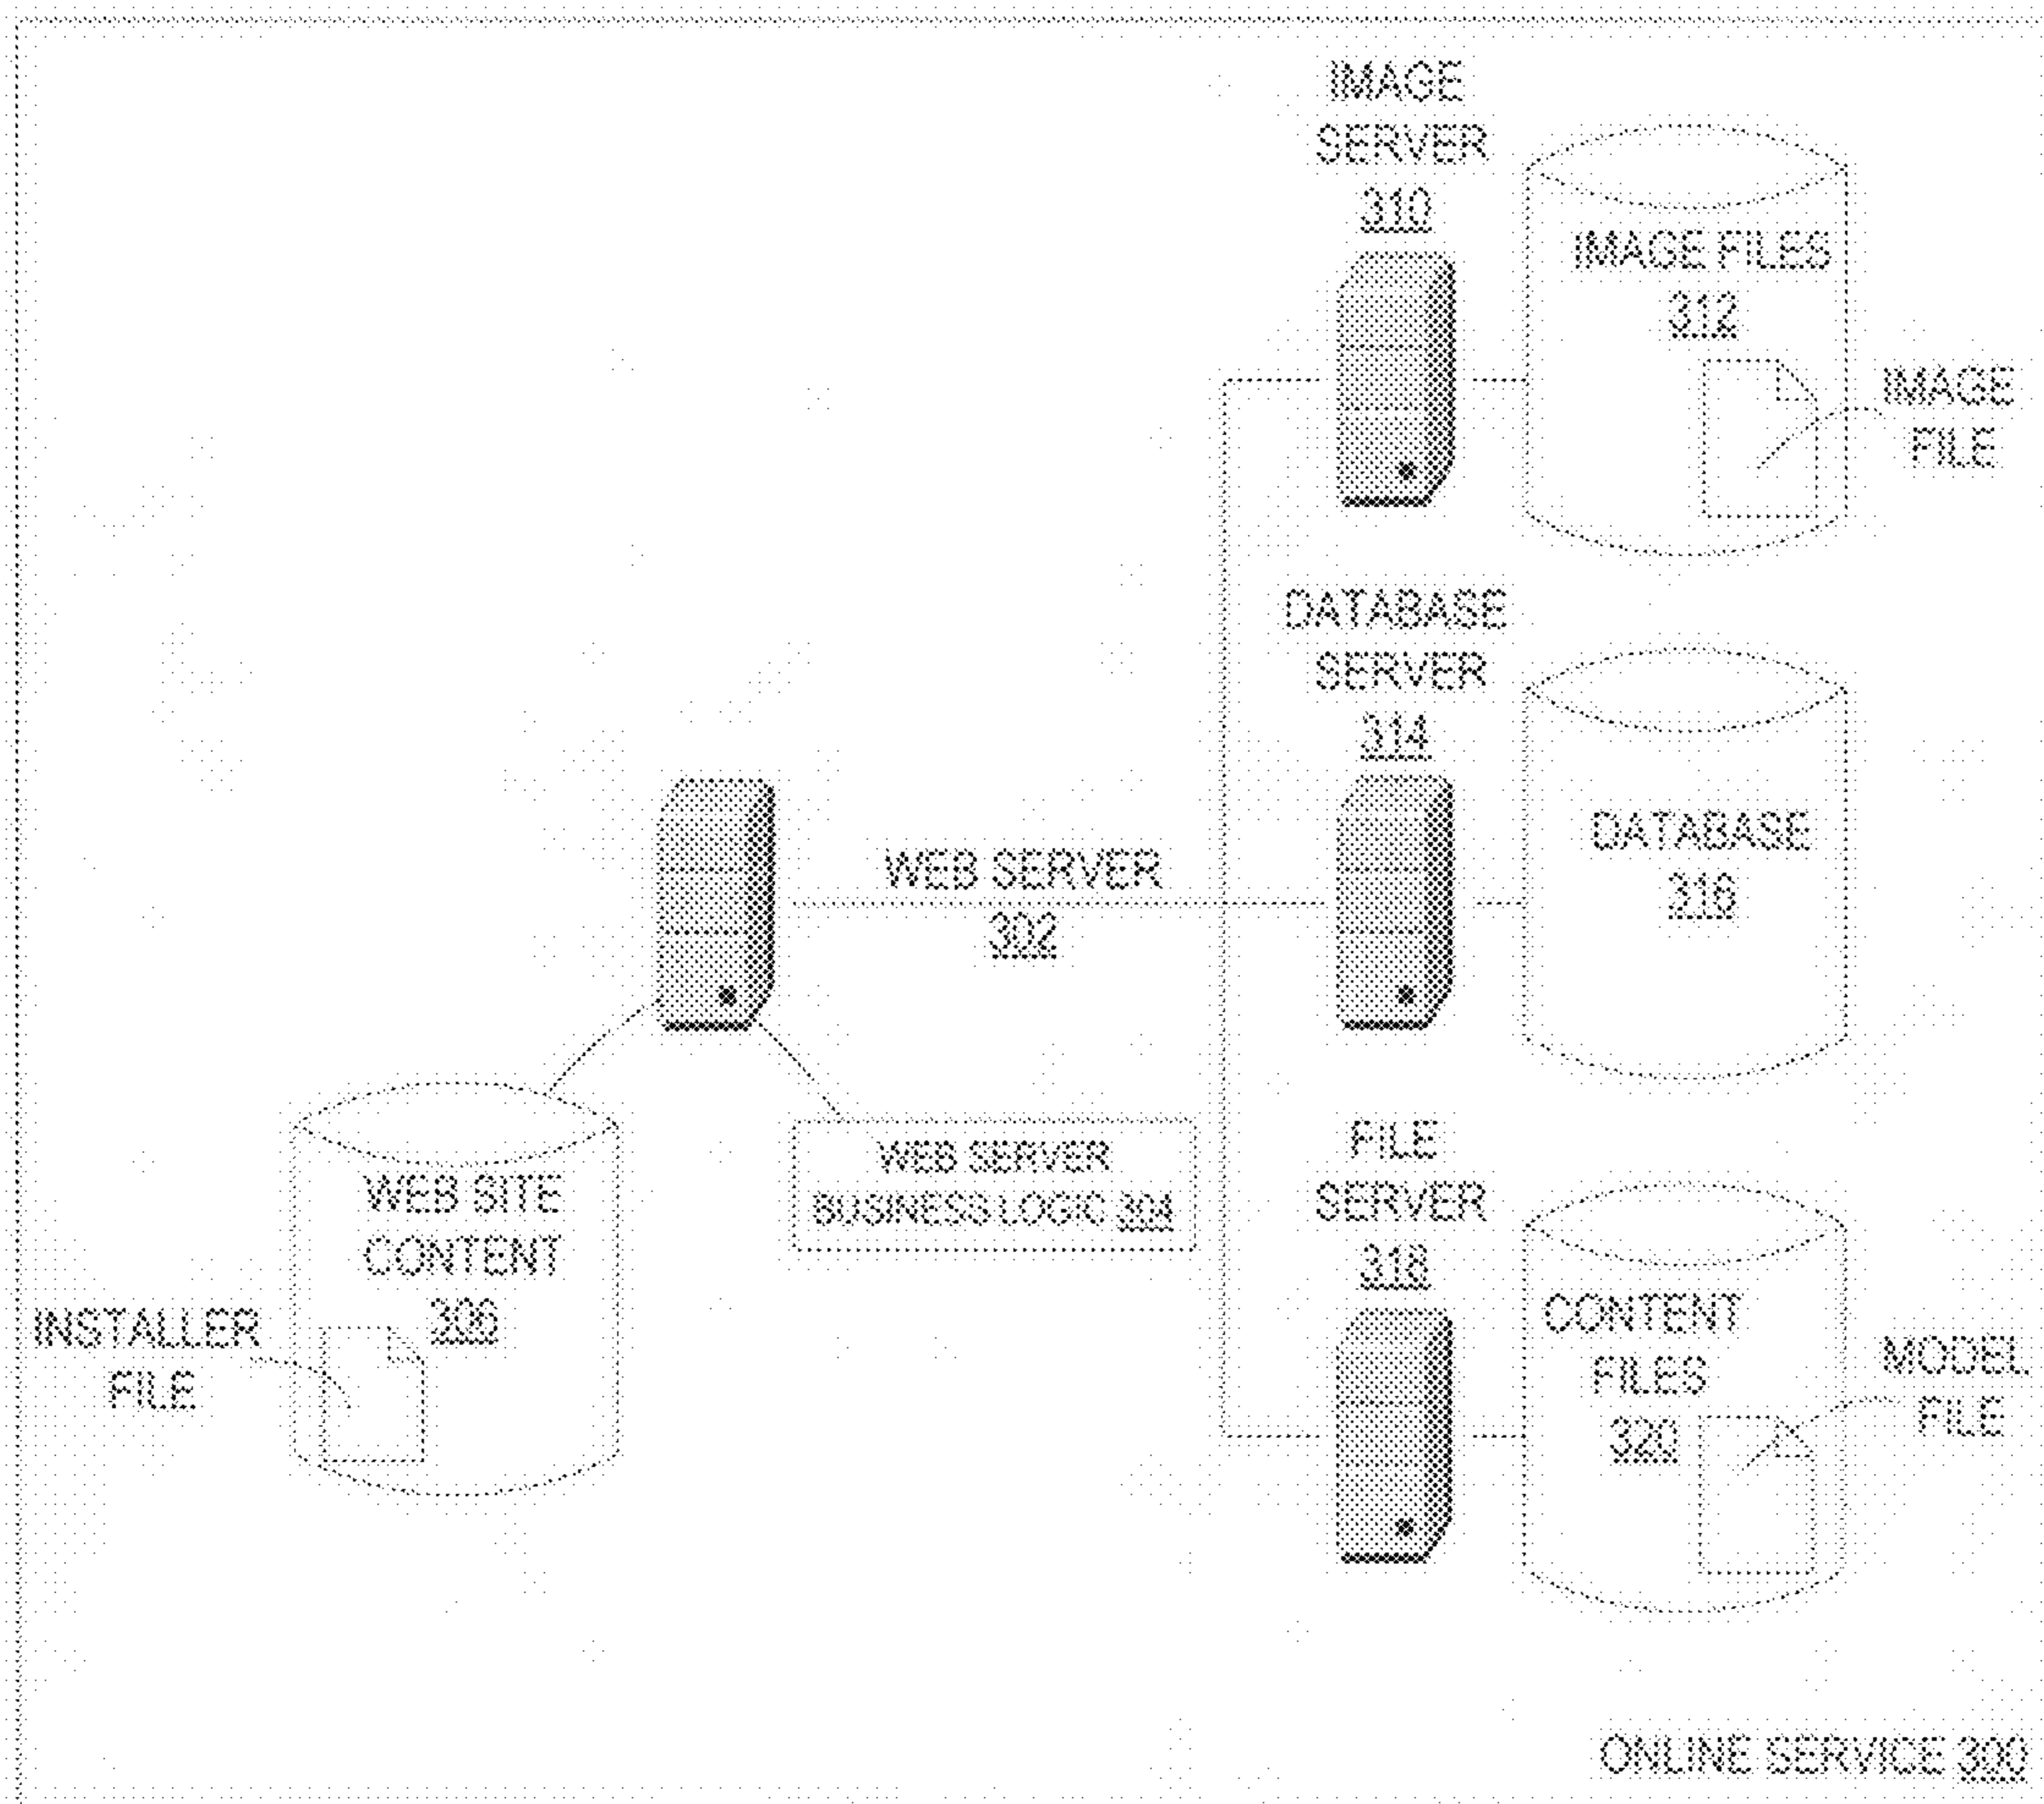 IMAGE
SERVER
310
IMAGE FILES
312
IMAGE
FILE
DATABASE
SERVER
314
DATABASE
316
WEB SERVER
302
WEB SERVER
BUSINESS LOGIC 304
WEB SITE
CONTENT
306
INSTALLER
FILE
FILE
SERVER
318
CONTENT
FILES
320
MODEL
FILE
ONLINE SERVICE 300